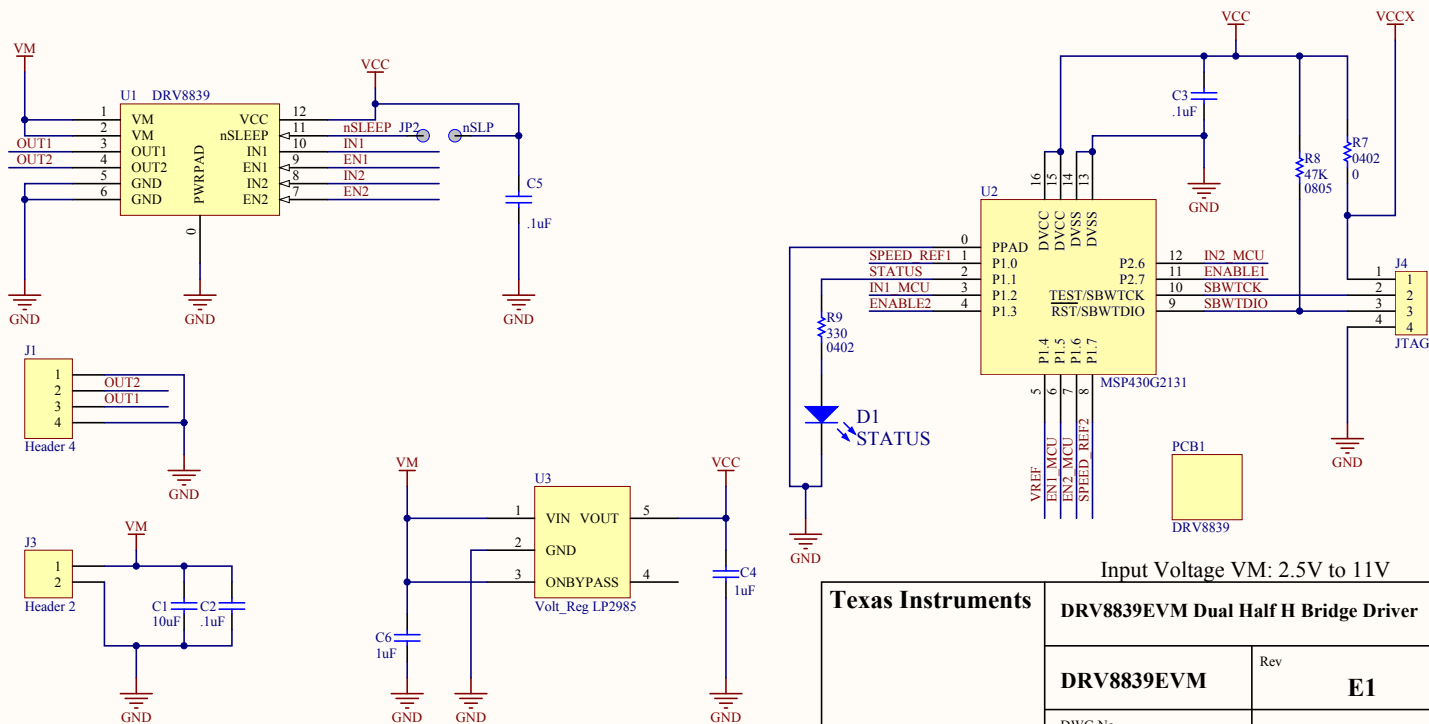 VM
U1 DRV8839
1 VM
2 VM
OUT1 3 OUT1
OUT2 4 OUT2
5 GND
6 GND
PWRPAD
0
VCC 12
nSLEEP 11 nSLEEP JP2 nSLP
IN1 10 IN1
EN1 9 EN1
IN2 8 IN2
EN2 7 EN2
VCC
C5
.1uF
GND
GND
GND
J1
1
2 OUT2
3 OUT1
4
Header 4
GND
J3
1
2
Header 2
VM
C1
10uF
C2
.1uF
GND
VM
U3
1 VIN
2 GND
3 ON
VOUT 5
BYPASS 4
Volt_Reg LP2985
VCC
C6
1uF
C4
1uF
GND
GND
GND
VCC
VCCX
C3
.1uF
GND
R8
47K
0805
R7
0402
0
U2
16 DVCC
15 DVCC
14 DVSS
13 DVSS
0 PPAD
SPEED_REF1 1 P1.0
STATUS 2 P1.1
IN1_MCU 3 P1.2
ENABLE2 4 P1.3
P2.6 12 IN2_MCU
P2.7 11 ENABLE1
TEST/SBWTCK 10 SBWTCK
RST/SBWTDIO 9 SBWTDIO
P1.4 5 VREF
P1.5 6 EN1_MCU
P1.6 7 EN2_MCU
P1.7 8 SPEED_REF2
MSP430G2131
J4
1 1
2 2
3 3
4 4
JTAG
GND
R9
330
0402
D1
STATUS
GND
PCB1
DRV8839
Input Voltage VM: 2.5V to 11V
Texas Instruments
DRV8839EVM Dual Half H Bridge Driver
DRV8839EVM
Rev
E1